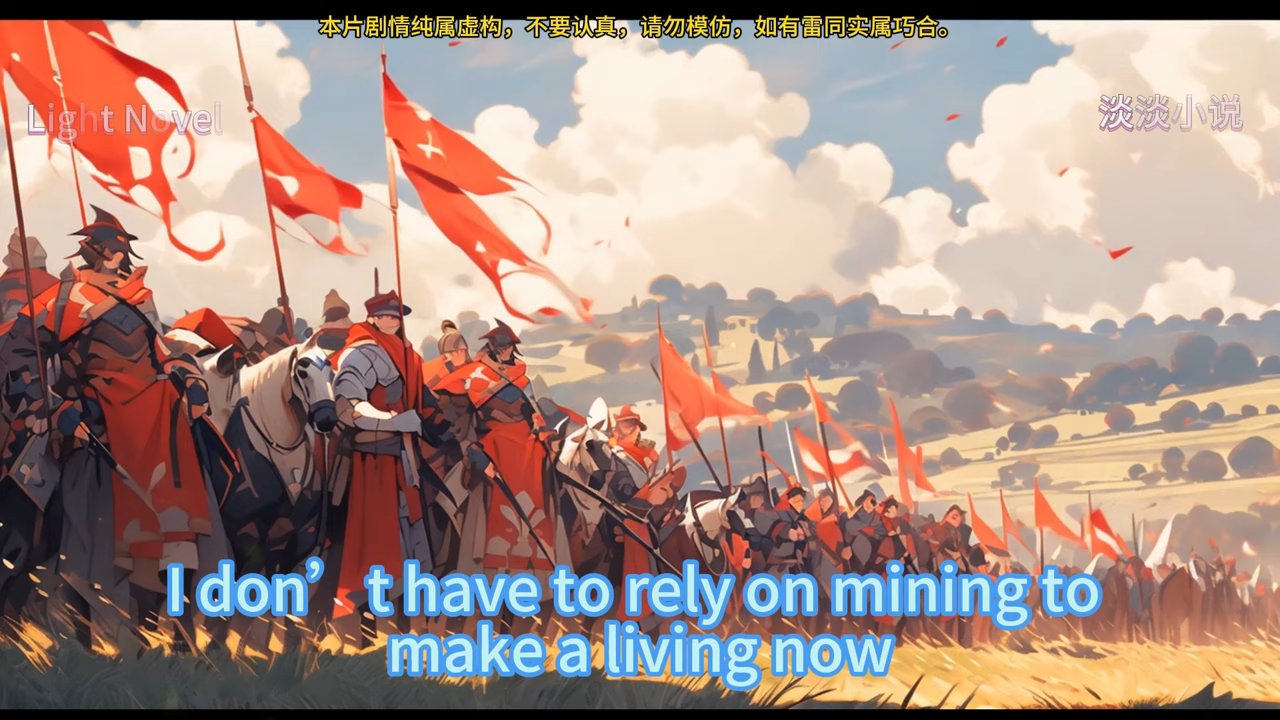 本片剧情纯属虚构，不要认真，请勿模仿，如有雷同实属巧合。
Light Novel
淡淡小说
I don’t have to rely on mining to
make a living now